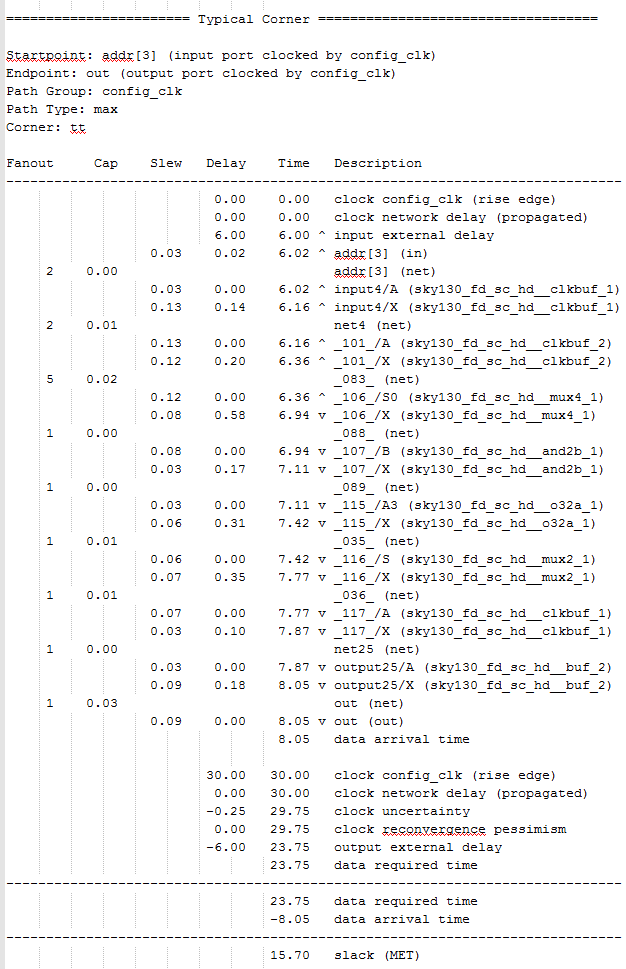 ======================= Typical Corner ===================================
Startpoint: addr[3] (input port clocked by config_clk)
Endpoint: out (output port clocked by config_clk)
Path Group: config_clk
Path Type: max
Corner: tt
Fanout     Cap    Slew   Delay    Time   Description
-----------------------------------------------------------------------------
                          0.00    0.00   clock config_clk (rise edge)
                          0.00    0.00   clock network delay (propagated)
                          6.00    6.00 ^ input external delay
                  0.03    0.02    6.02 ^ addr[3] (in)
     2    0.00                           addr[3] (net)
                  0.03    0.00    6.02 ^ input4/A (sky130_fd_sc_hd__clkbuf_1)
                  0.13    0.14    6.16 ^ input4/X (sky130_fd_sc_hd__clkbuf_1)
     2    0.01                           net4 (net)
                  0.13    0.00    6.16 ^ _101_/A (sky130_fd_sc_hd__clkbuf_2)
                  0.12    0.20    6.36 ^ _101_/X (sky130_fd_sc_hd__clkbuf_2)
     5    0.02                           _083_ (net)
                  0.12    0.00    6.36 ^ _106_/S0 (sky130_fd_sc_hd__mux4_1)
                  0.08    0.58    6.94 v _106_/X (sky130_fd_sc_hd__mux4_1)
     1    0.00                           _088_ (net)
                  0.08    0.00    6.94 v _107_/B (sky130_fd_sc_hd__and2b_1)
                  0.03    0.17    7.11 v _107_/X (sky130_fd_sc_hd__and2b_1)
     1    0.00                           _089_ (net)
                  0.03    0.00    7.11 v _115_/A3 (sky130_fd_sc_hd__o32a_1)
                  0.06    0.31    7.42 v _115_/X (sky130_fd_sc_hd__o32a_1)
     1    0.01                           _035_ (net)
                  0.06    0.00    7.42 v _116_/S (sky130_fd_sc_hd__mux2_1)
                  0.07    0.35    7.77 v _116_/X (sky130_fd_sc_hd__mux2_1)
     1    0.01                           _036_ (net)
                  0.07    0.00    7.77 v _117_/A (sky130_fd_sc_hd__clkbuf_1)
                  0.03    0.10    7.87 v _117_/X (sky130_fd_sc_hd__clkbuf_1)
     1    0.00                           net25 (net)
                  0.03    0.00    7.87 v output25/A (sky130_fd_sc_hd__buf_2)
                  0.09    0.18    8.05 v output25/X (sky130_fd_sc_hd__buf_2)
     1    0.03                           out (net)
                  0.09    0.00    8.05 v out (out)
                                  8.05   data arrival time
                         30.00   30.00   clock config_clk (rise edge)
                          0.00   30.00   clock network delay (propagated)
                         -0.25   29.75   clock uncertainty
                          0.00   29.75   clock reconvergence pessimism
                         -6.00   23.75   output external delay
                                 23.75   data required time
-----------------------------------------------------------------------------
                                 23.75   data required time
                                 -8.05   data arrival time
-----------------------------------------------------------------------------
                                 15.70   slack (MET)